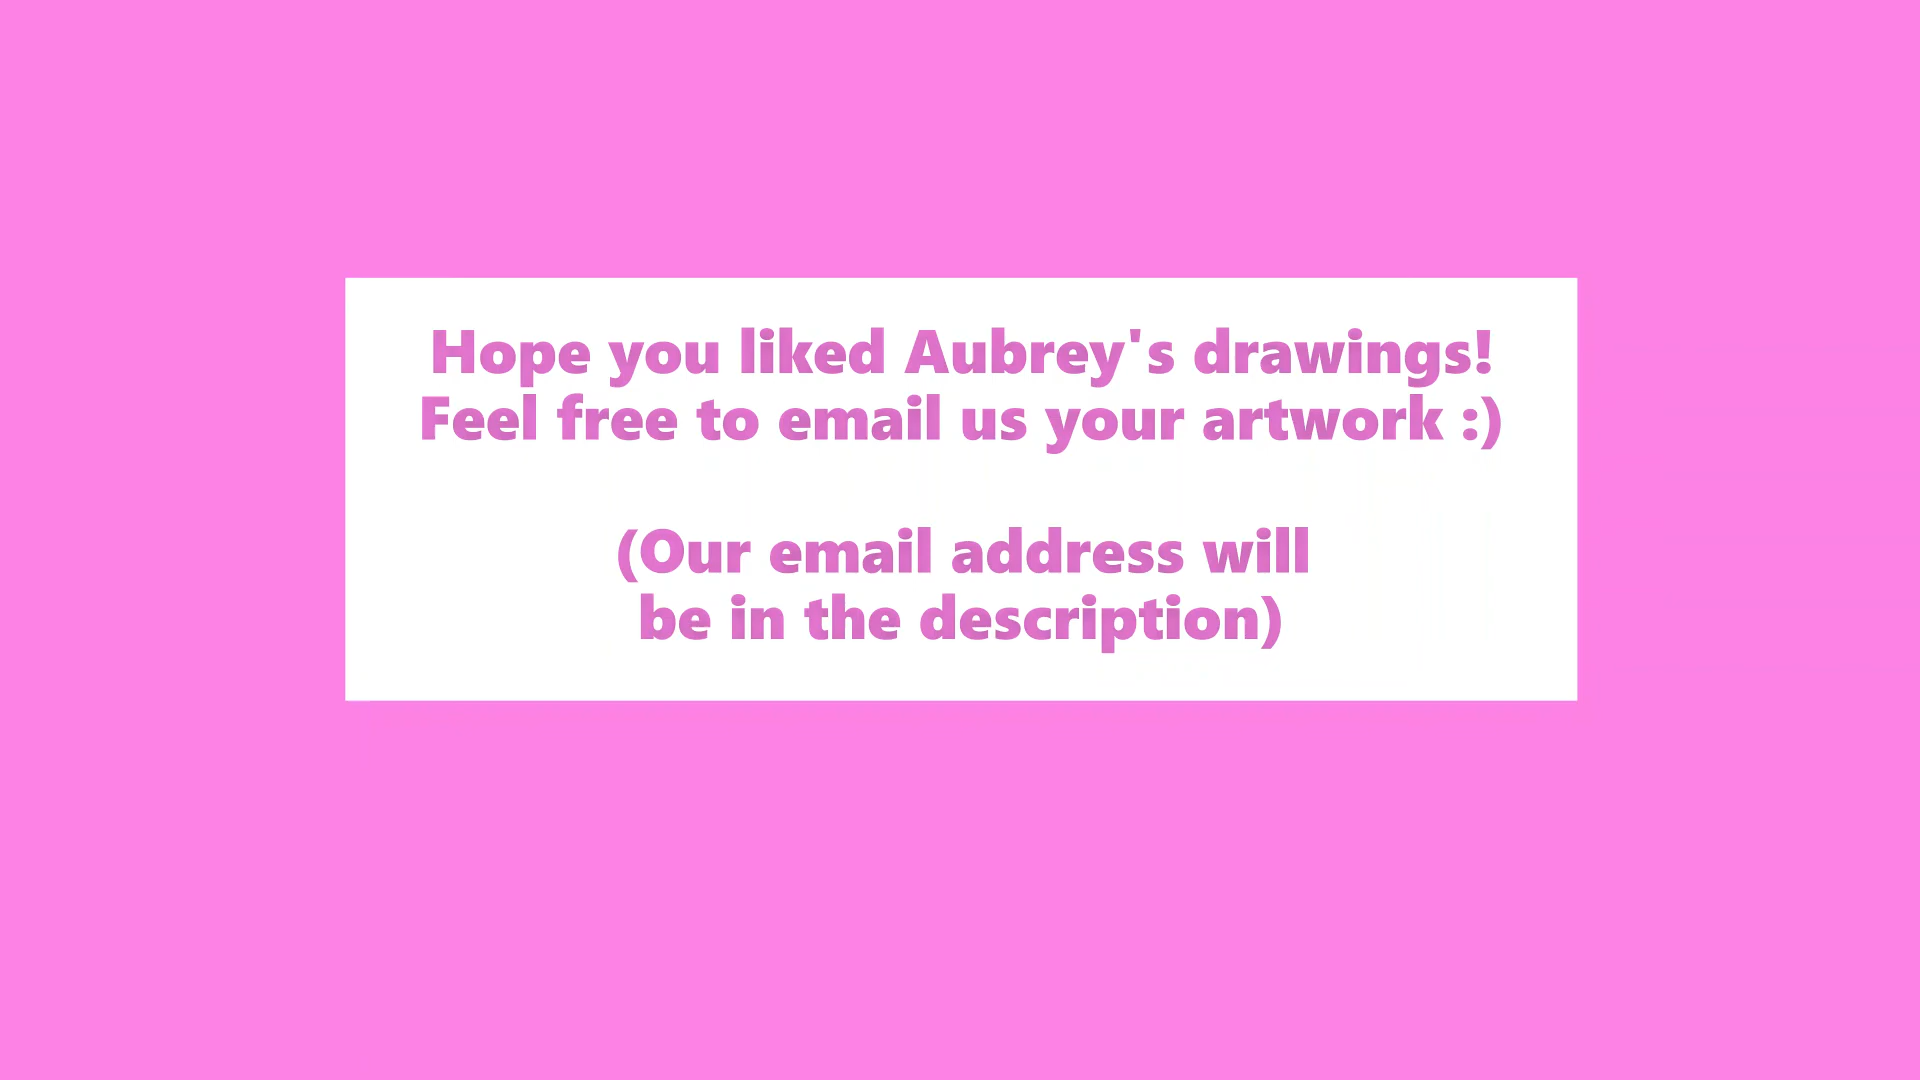 Hope you liked Aubrey's drawings!
Feel free to email us your artwork :)
(Our email address will
be in the description)